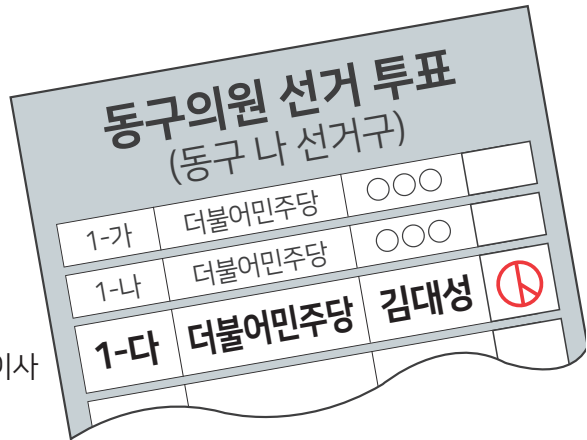 동구의원 선거 투표
(동구 나 선거구)
1-가 더불어민주당 ○○○
1-나 더불어민주당 ○○○
1-다 더불어민주당 김대성
이사